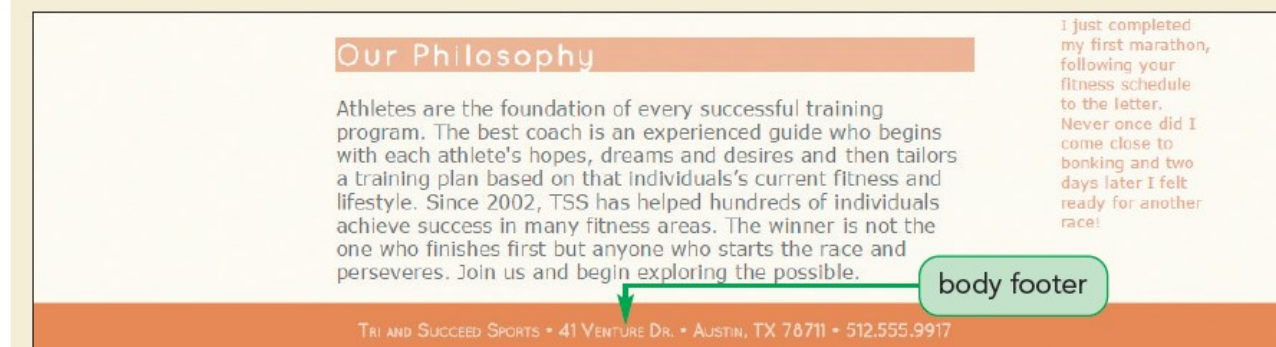 Our Philosophy
Athletes are the foundation of every successful training
program. The best coach is an experienced guide who begins
with each athlete's hopes, dreams and desires and then tailors
a training plan based on that individuals's current fitness and
lifestyle. Since 2002, TSS has helped hundreds of individuals
achieve success in many fitness areas. The winner is not the
one who finishes first but anyone who starts the race and
perseveres. Join us and begin exploring the possible.
I just completed
my first marathon,
following your
fitness schedule
to the letter.
Never once did I
come close to
bonking and two
days later I felt
ready for another
race!
body footer
Tri and Succeed Sports • 41 Venture Dr. • Austin, TX 78711 • 512.555.9917